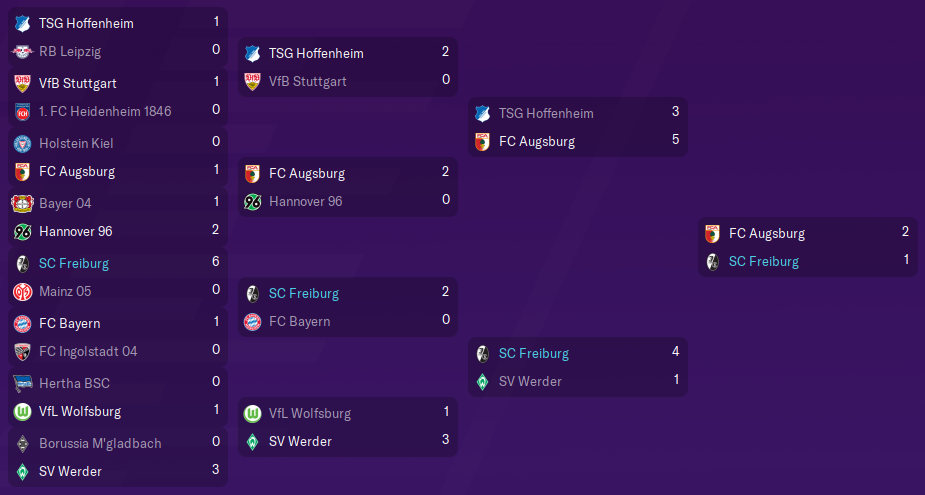 TSG Hoffenheim 1
RB Leipzig 0
VfB Stuttgart 1
1. FC Heidenheim 1846 0
Holstein Kiel 0
FC Augsburg 1
Bayer 04 1
Hannover 96 2
SC Freiburg 6
Mainz 05 0
FC Bayern 1
FC Ingolstadt 04 0
Hertha BSC 0
VfL Wolfsburg 1
Borussia M'gladbach 0
SV Werder 3
TSG Hoffenheim 2
VfB Stuttgart 0
FC Augsburg 2
Hannover 96 0
SC Freiburg 2
FC Bayern 0
VfL Wolfsburg 1
SV Werder 3
TSG Hoffenheim 3
FC Augsburg 5
SC Freiburg 4
SV Werder 1
FC Augsburg 2
SC Freiburg 1